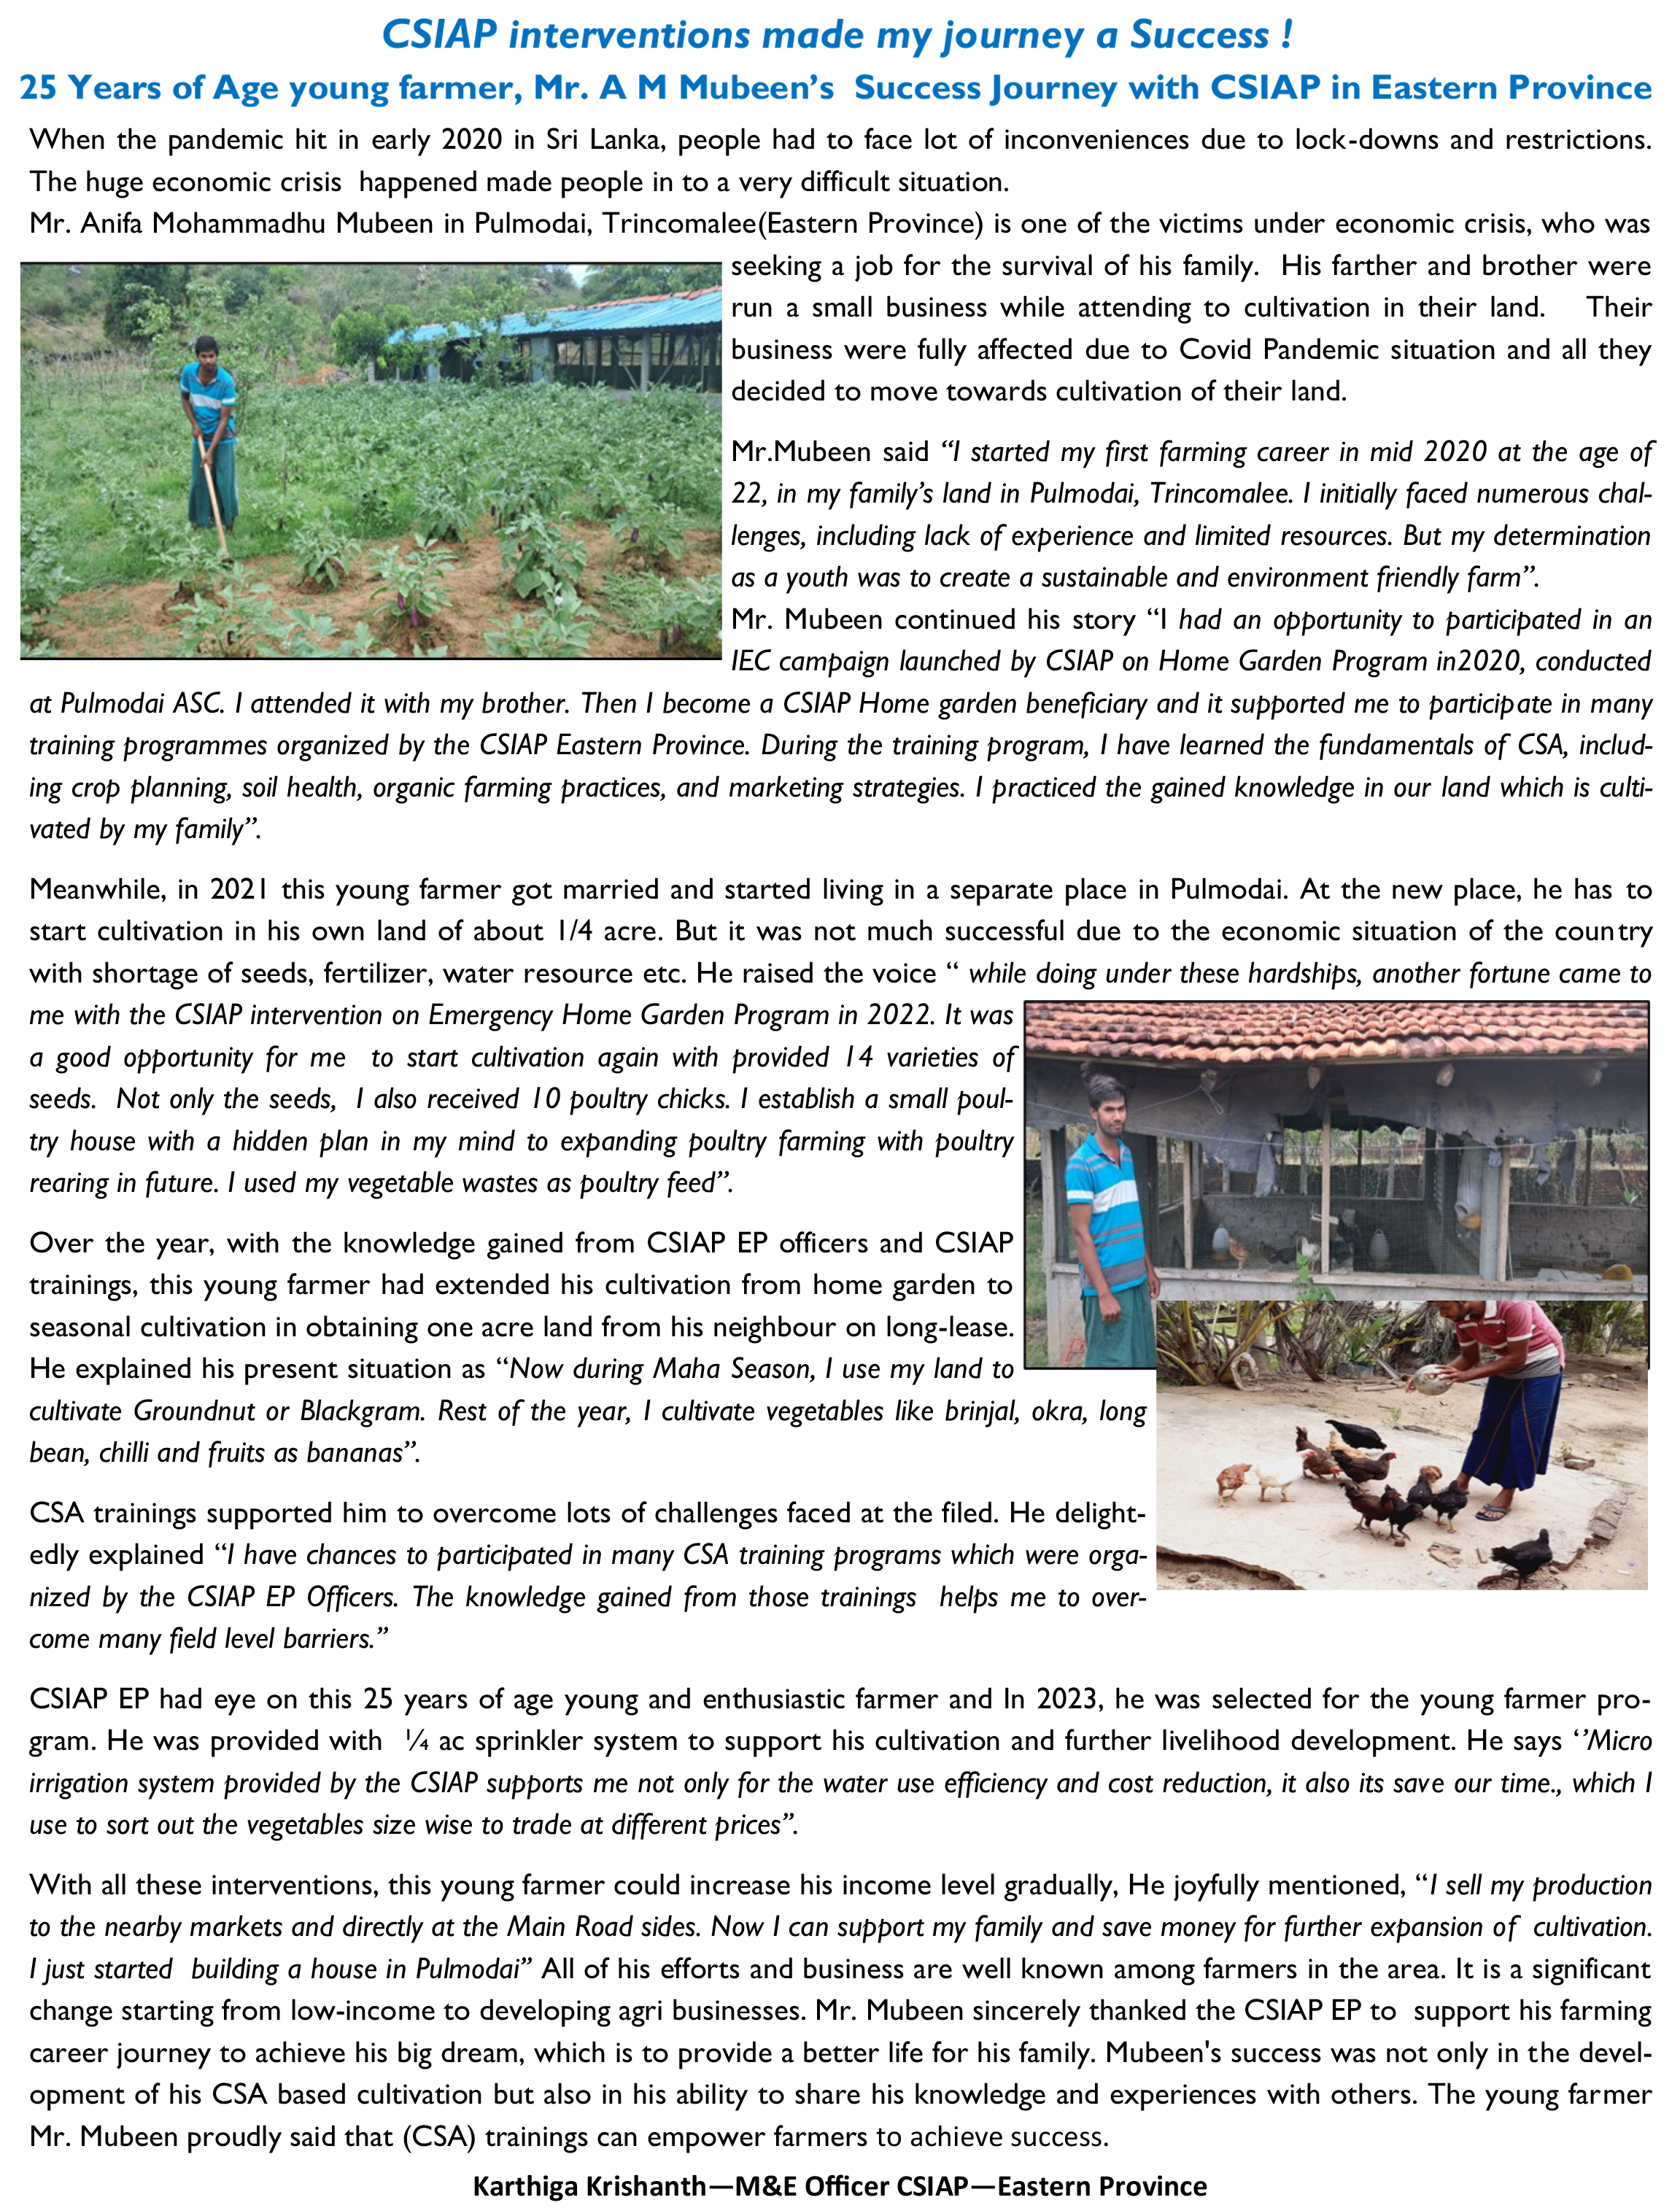 CSIAP interventions made my journey a Success !
25 Years of Age young farmer, Mr. A M Mubeen’s Success Journey with CSIAP in Eastern Province
When the pandemic hit in early 2020 in Sri Lanka, people had to face lot of inconveniences due to lock-downs and restrictions.
The huge economic crisis happened made people in to a very difficult situation.
Mr. Anifa Mohammadhu Mubeen in Pulmodai, Trincomalee(Eastern Province) is one of the victims under economic crisis, who was
seeking a job for the survival of his family. His farther and brother were
run a small business while attending to cultivation in their land. Their
business were fully affected due to Covid Pandemic situation and all they
decided to move towards cultivation of their land.
Mr.Mubeen said “I started my first farming career in mid 2020 at the age of
22, in my family’s land in Pulmodai, Trincomalee. I initially faced numerous chal-
lenges, including lack of experience and limited resources. But my determination
as a youth was to create a sustainable and environment friendly farm”.
Mr. Mubeen continued his story “I had an opportunity to participated in an
IEC campaign launched by CSIAP on Home Garden Program in2020, conducted
at Pulmodai ASC. I attended it with my brother. Then I become a CSIAP Home garden beneficiary and it supported me to participate in many
training programmes organized by the CSIAP Eastern Province. During the training program, I have learned the fundamentals of CSA, includ-
ing crop planning, soil health, organic farming practices, and marketing strategies. I practiced the gained knowledge in our land which is culti-
vated by my family”.
Meanwhile, in 2021 this young farmer got married and started living in a separate place in Pulmodai. At the new place, he has to
start cultivation in his own land of about 1/4 acre. But it was not much successful due to the economic situation of the country
with shortage of seeds, fertilizer, water resource etc. He raised the voice “ while doing under these hardships, another fortune came to
me with the CSIAP intervention on Emergency Home Garden Program in 2022. It was
a good opportunity for me to start cultivation again with provided 14 varieties of
seeds. Not only the seeds, I also received 10 poultry chicks. I establish a small poul-
try house with a hidden plan in my mind to expanding poultry farming with poultry
rearing in future. I used my vegetable wastes as poultry feed”.
Over the year, with the knowledge gained from CSIAP EP officers and CSIAP
trainings, this young farmer had extended his cultivation from home garden to
seasonal cultivation in obtaining one acre land from his neighbour on long-lease.
He explained his present situation as “Now during Maha Season, I use my land to
cultivate Groundnut or Blackgram. Rest of the year, I cultivate vegetables like brinjal, okra, long
bean, chilli and fruits as bananas”.
CSA trainings supported him to overcome lots of challenges faced at the filed. He delight-
edly explained “I have chances to participated in many CSA training programs which were orga-
nized by the CSIAP EP Officers. The knowledge gained from those trainings helps me to over-
come many field level barriers.”
CSIAP EP had eye on this 25 years of age young and enthusiastic farmer and In 2023, he was selected for the young farmer pro-
gram. He was provided with ¼ ac sprinkler system to support his cultivation and further livelihood development. He says ‘’Micro
irrigation system provided by the CSIAP supports me not only for the water use efficiency and cost reduction, it also its save our time., which I
use to sort out the vegetables size wise to trade at different prices”.
With all these interventions, this young farmer could increase his income level gradually, He joyfully mentioned, “I sell my production
to the nearby markets and directly at the Main Road sides. Now I can support my family and save money for further expansion of cultivation.
I just started building a house in Pulmodai” All of his efforts and business are well known among farmers in the area. It is a significant
change starting from low-income to developing agri businesses. Mr. Mubeen sincerely thanked the CSIAP EP to support his farming
career journey to achieve his big dream, which is to provide a better life for his family. Mubeen's success was not only in the devel-
opment of his CSA based cultivation but also in his ability to share his knowledge and experiences with others. The young farmer
Mr. Mubeen proudly said that (CSA) trainings can empower farmers to achieve success.
Karthiga Krishanth—M&E Officer CSIAP—Eastern Province